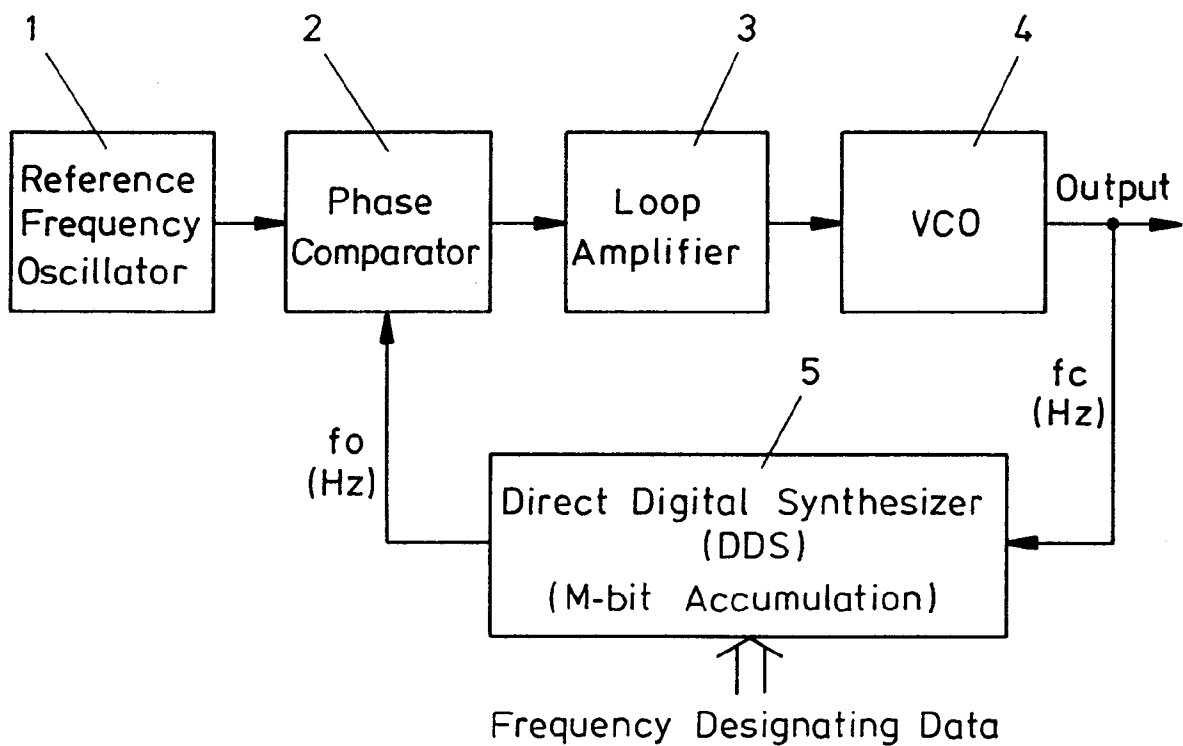 1
2
3
4
Reference
Frequency
Oscillator
Phase
Comparator
Loop
Amplifier
VCO
Output
fo
(Hz)
5
fc
(Hz)
Direct Digital Synthesizer
(DDS)
(M-bit Accumulation)
Frequency Designating Data